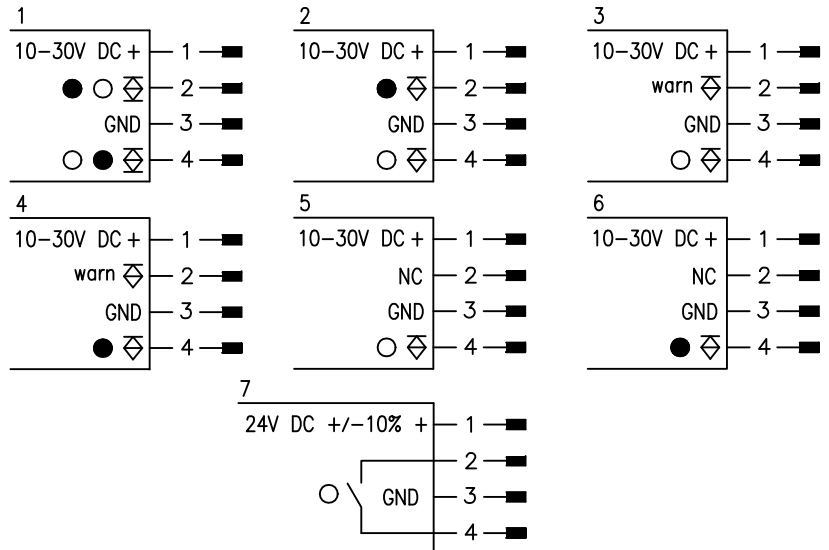 1
10-30V DC + 1
2
GND 3
4
2
10-30V DC + 1
2
GND 3
4
3
10-30V DC + 1
warn 2
GND 3
4
4
10-30V DC + 1
warn 2
GND 3
4
5
10-30V DC + 1
NC 2
GND 3
4
6
10-30V DC + 1
NC 2
GND 3
4
7
24V DC +/-10% + 1
2
GND 3
4